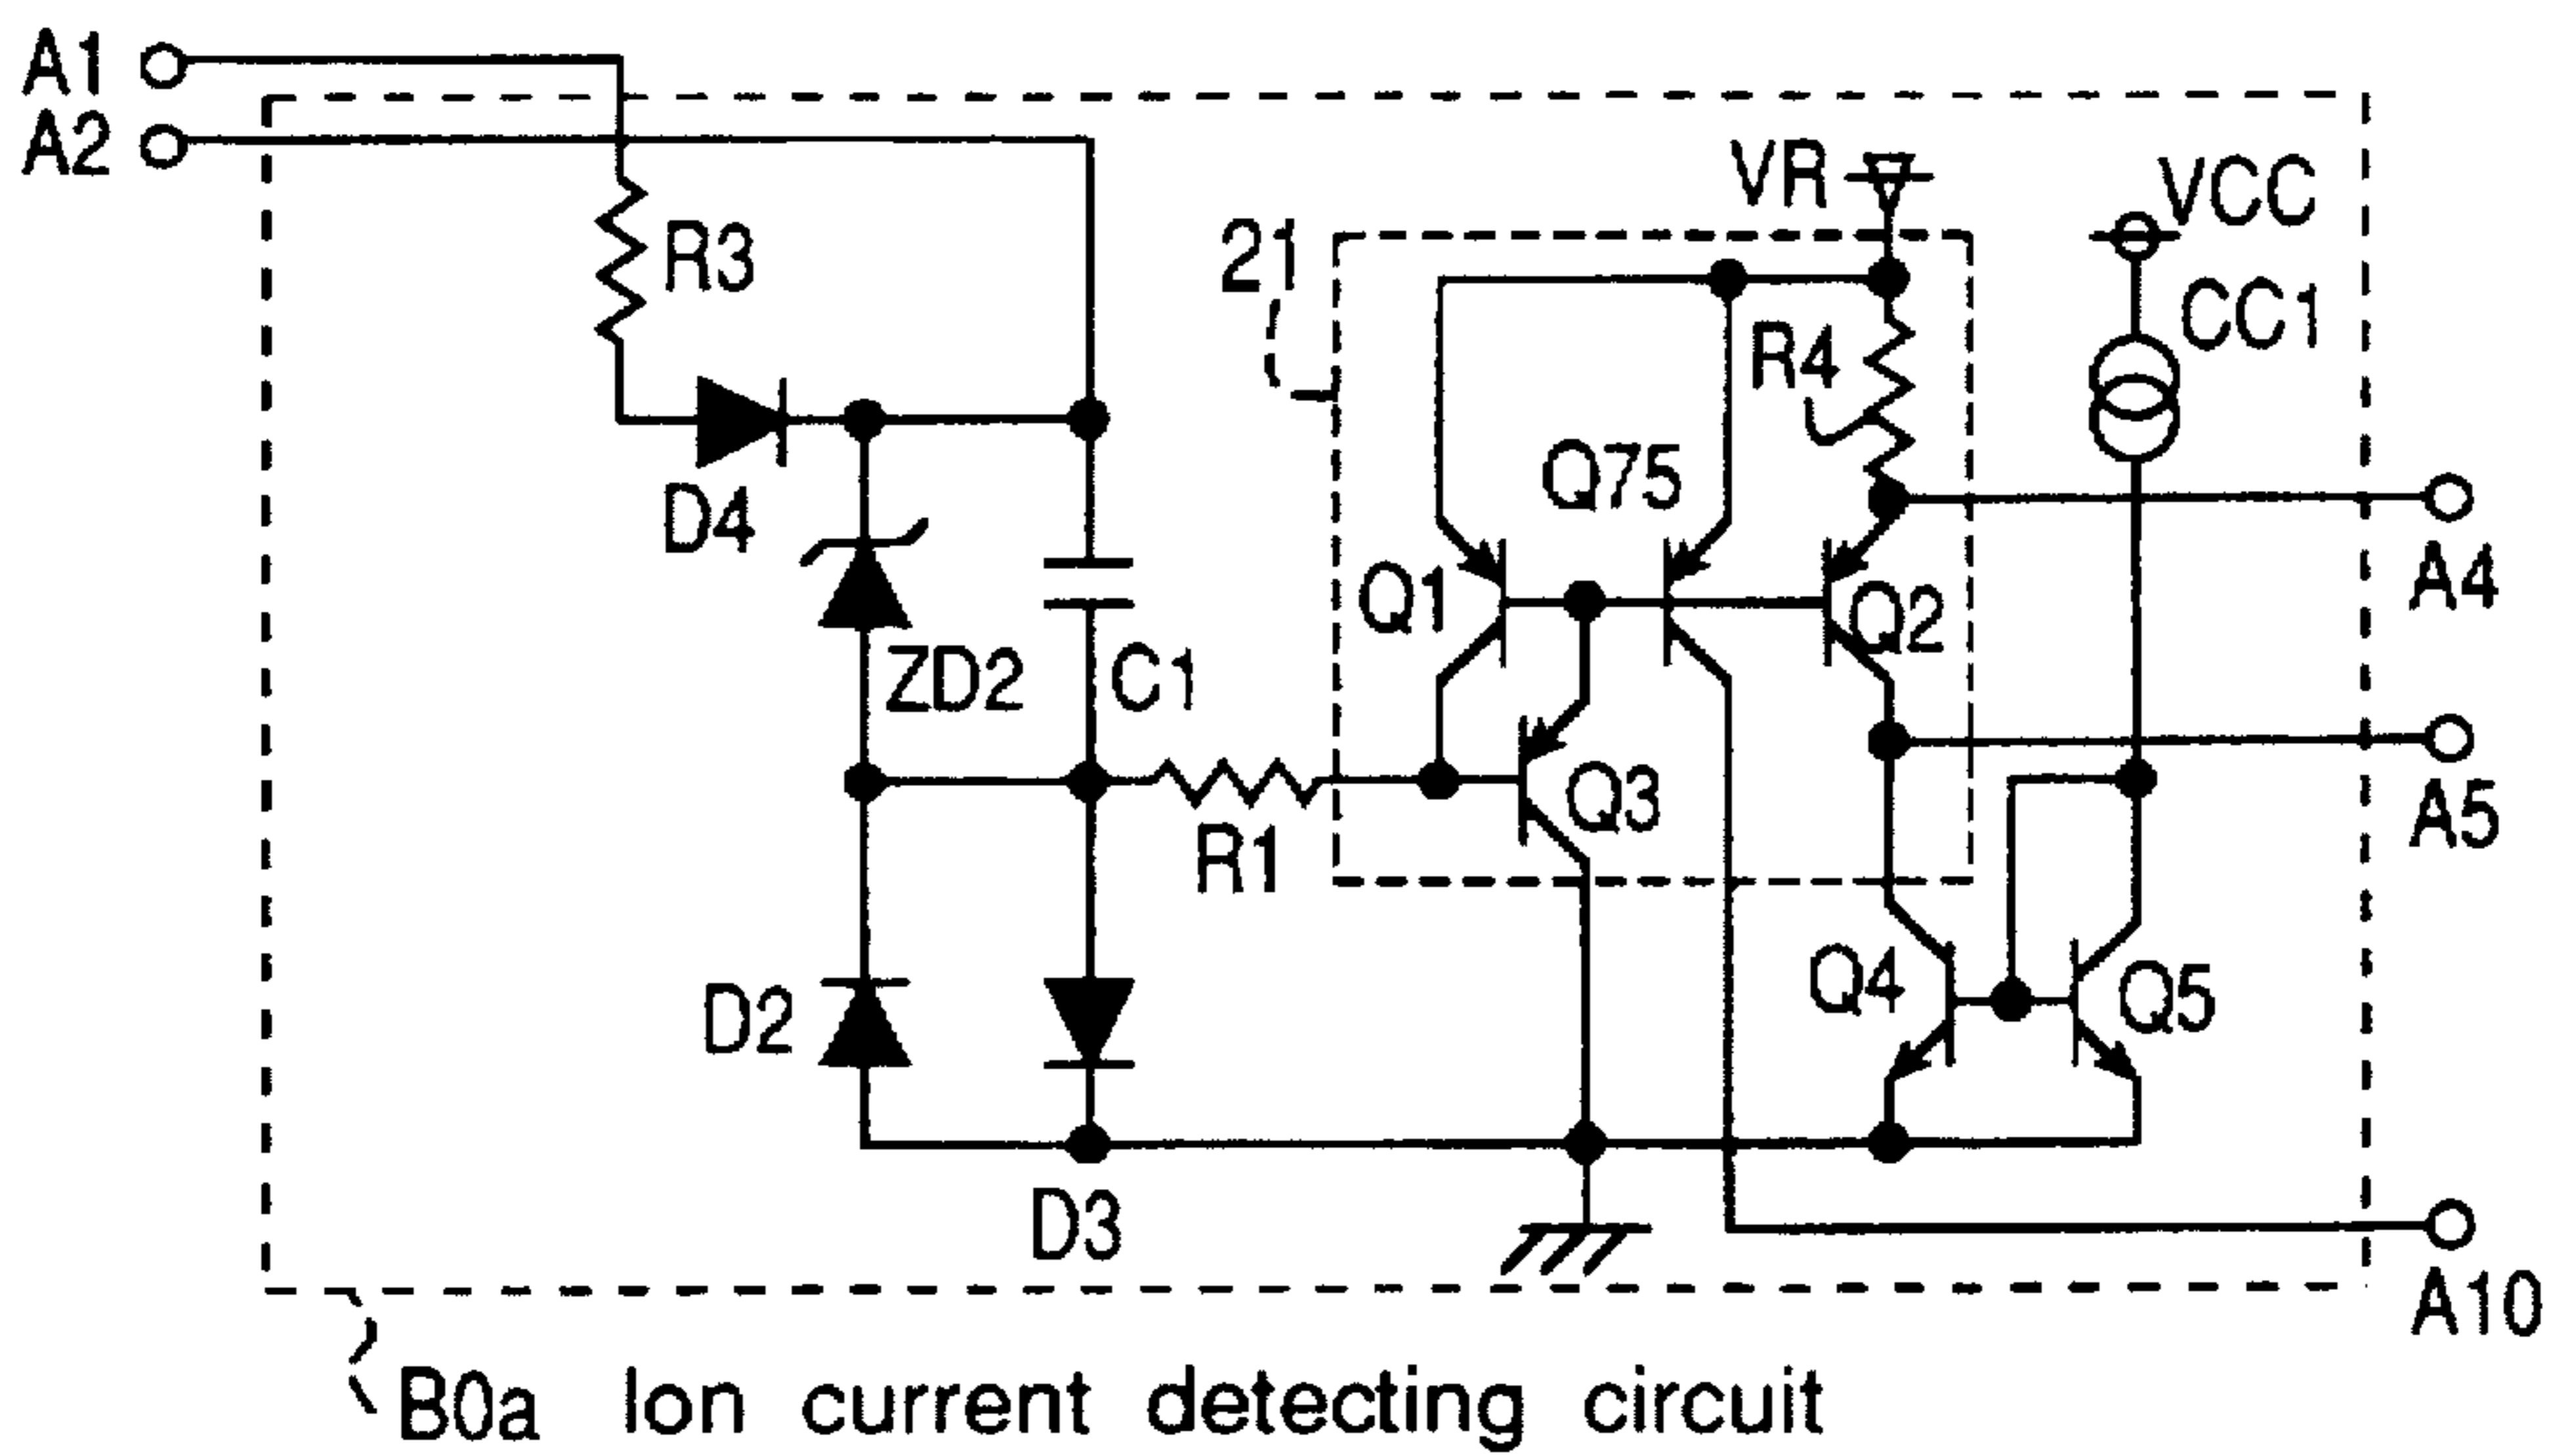 A1
A2
VR
VCC
21
R3
CC1
R4
Q75
D4
A4
Q1
Q2
ZD2
C1
Q3
A5
R1
Q4
Q5
D2
D3
A10
B0a Ion current detecting circuit